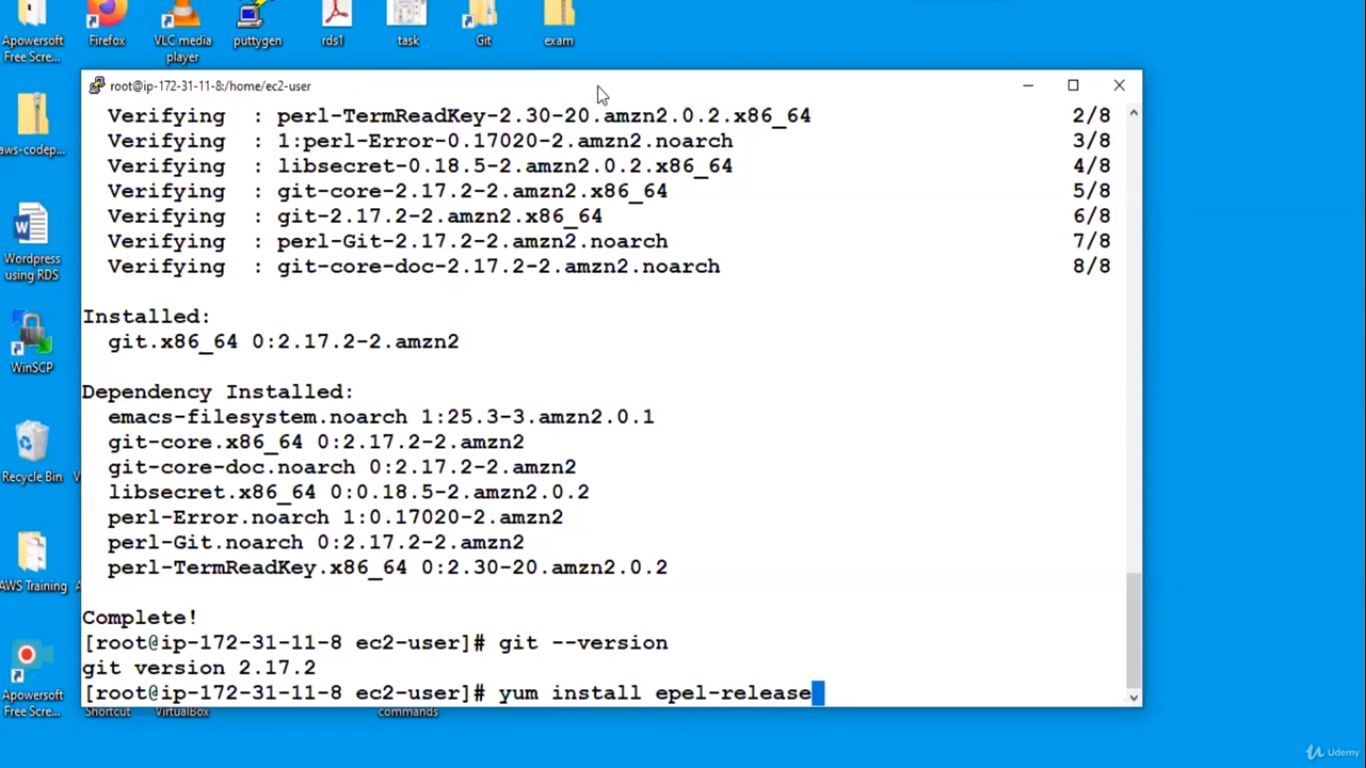 Apowersoft
Free Scre...
Firefox
VLC media
player
puttygen
rds1
task
Git
exam
root@ip-172-31-11-8:/home/ec2-user
Verifying : perl-TermReadKey-2.30-20.amzn2.0.2.x86_64 2/8
Verifying : 1:perl-Error-0.17020-2.amzn2.noarch 3/8
Verifying : libsecret-0.18.5-2.amzn2.0.2.x86_64 4/8
Verifying : git-core-2.17.2-2.amzn2.x86_64 5/8
Verifying : git-2.17.2-2.amzn2.x86_64 6/8
Verifying : perl-Git-2.17.2-2.amzn2.noarch 7/8
Verifying : git-core-doc-2.17.2-2.amzn2.noarch 8/8
Installed:
git.x86_64 0:2.17.2-2.amzn2
Dependency Installed:
emacs-filesystem.noarch 1:25.3-3.amzn2.0.1
git-core.x86_64 0:2.17.2-2.amzn2
git-core-doc.noarch 0:2.17.2-2.amzn2
libsecret.x86_64 0:0.18.5-2.amzn2.0.2
perl-Error.noarch 1:0.17020-2.amzn2
perl-Git.noarch 0:2.17.2-2.amzn2
perl-TermReadKey.x86_64 0:2.30-20.amzn2.0.2
Complete!
[root@ip-172-31-11-8 ec2-user]# git --version
git version 2.17.2
[root@ip-172-31-11-8 ec2-user]# yum install epel-release
aws-codep...
W
Wordpress
using RDS
WinSCP
Recycle Bin
AWS Training
Apowersoft
Free Scre...
Shortcut
VirtualBox
commands
Udemy